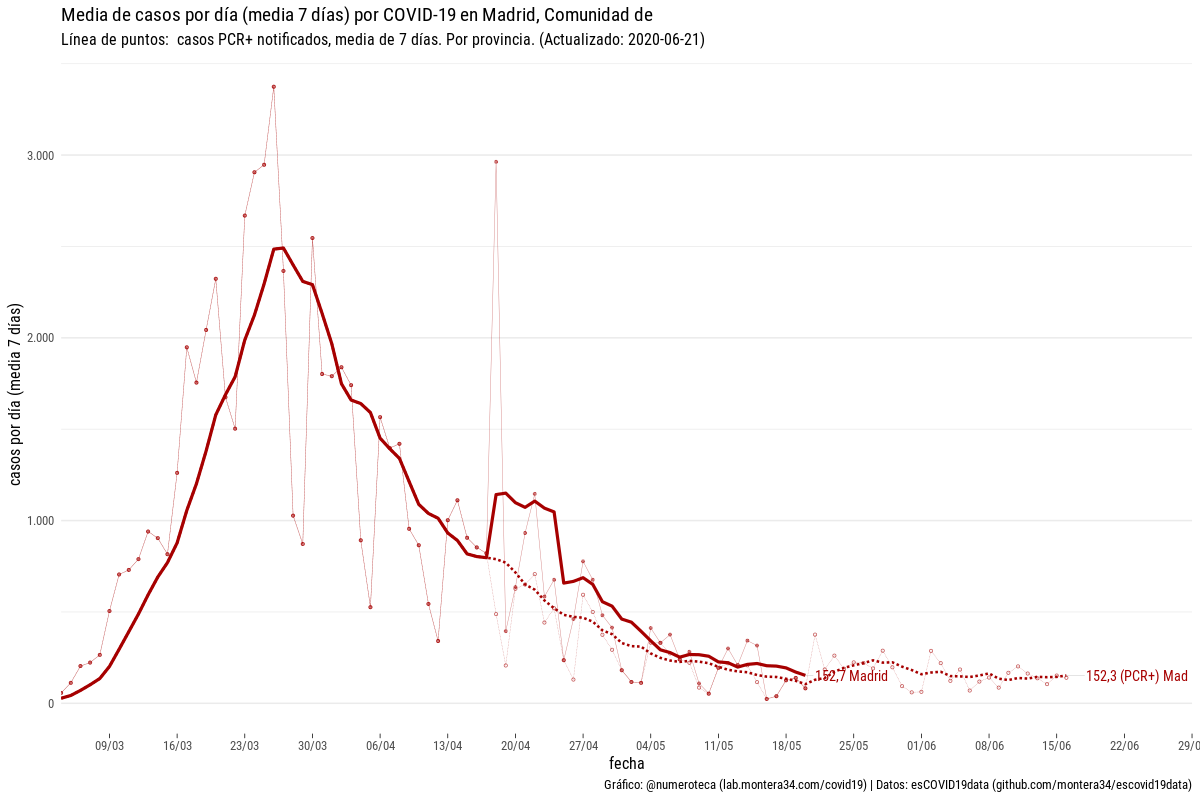 Media de casos por día (media 7 días) por COVID-19 en Madrid, Comunidad de
Línea de puntos:  casos PCR+ notificados, media de 7 días. Por provincia. (Actualizado: 2020-06-21)
casos por día (media 7 días)
3.000
2.000
1.000
0
152,7 Madrid
152,3 (PCR+) Mad
09/03 16/03 23/03 30/03 06/04 13/04 20/04 27/04 04/05 11/05 18/05 25/05 01/06 08/06 15/06 22/06 29/0
fecha
Gráfico: @numeroteca (lab.montera34.com/covid19) | Datos: esCOVID19data (github.com/montera34/escovid19data)